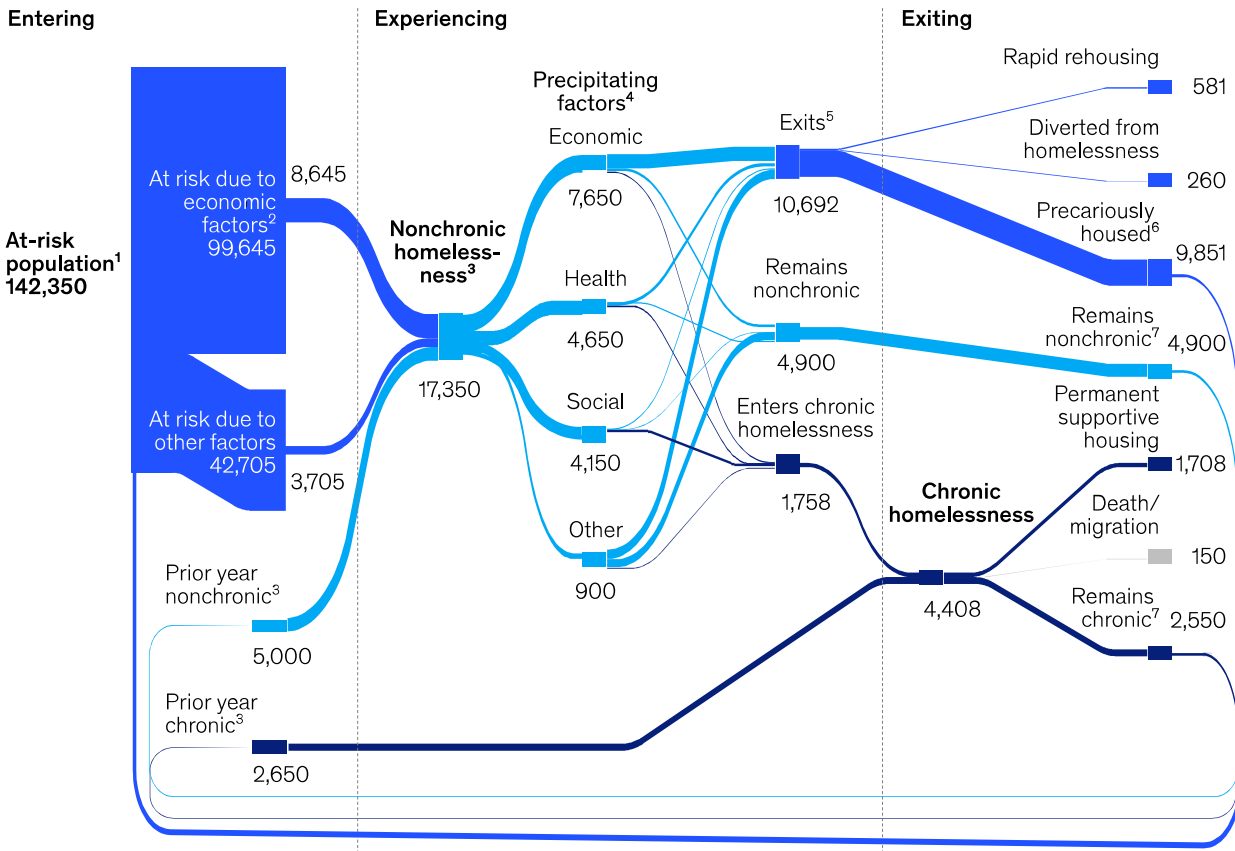 Entering
Experiencing
Exiting
At-risk
population¹
142,350
At risk due to
economic
factors²
99,645
8,645
At risk due to
other factors
42,705
3,705
Prior year
nonchronic³
5,000
Prior year
chronic³
2,650
Nonchronic
homeless-
ness³
17,350
Precipitating
factors⁴
Economic
7,650
Health
4,650
Social
4,150
Other
900
Exits⁵
10,692
Remains
nonchronic
4,900
Enters chronic
homelessness
1,758
Chronic
homelessness
4,408
Rapid rehousing
581
Diverted from
homelessness
260
Precariously
housed⁶
9,851
Remains
nonchronic⁷
4,900
Permanent
supportive
housing
1,708
Death/
migration
150
Remains
chronic⁷
2,550